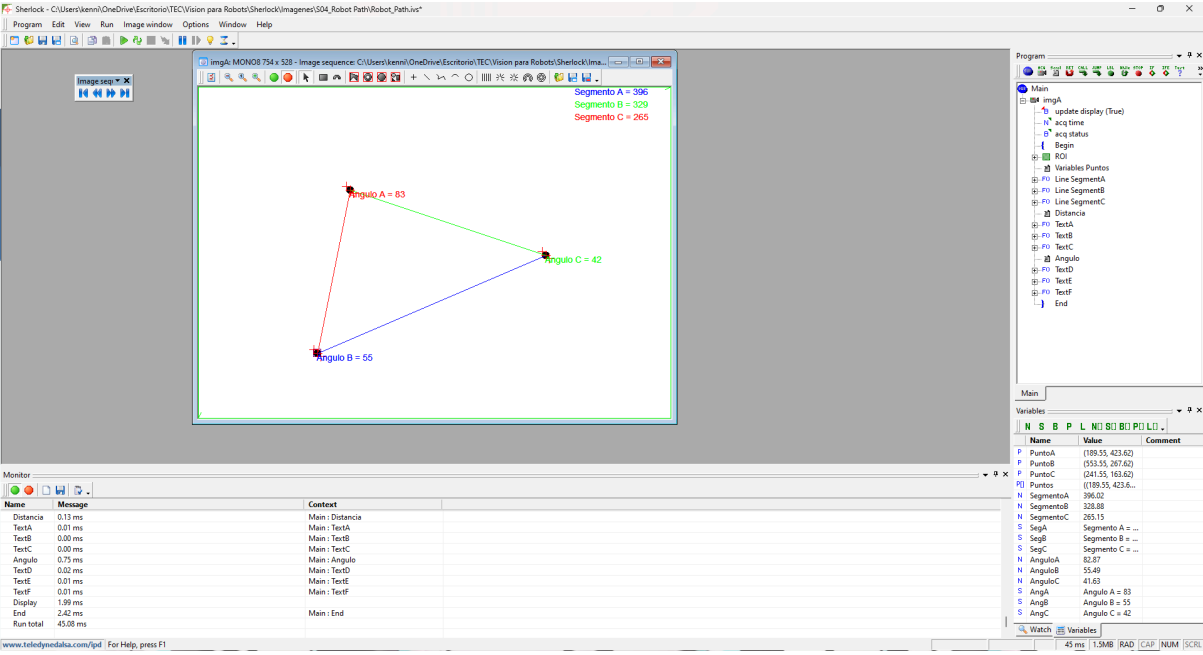 Sherlock - C:\Users\kenni\OneDrive\Escritorio\TEC\Vision para Robots\Sherlock\Imagenes\S04_Robot Path\Robot_Path.ivs*
Program Edit View Run Image window Options Window Help
Image seq
imgA: MONO8 754 x 528 - Image sequence: C:\Users\kenni\OneDrive\Escritorio\TEC\Vision para Robots\Sherlock\Ima...
Segmento A = 396
Segmento B = 329
Segmento C = 265
Angulo A = 83
Angulo C = 42
Angulo B = 55
Program
Main
imgA
update display (True)
acq time
acq status
Begin
ROI
Variables Puntos
Line SegmentA
Line SegmentB
Line SegmentC
Distancia
TextA
TextB
TextC
Angulo
TextD
TextE
TextF
End
Main
Variables
N S B P L N[] S[] B[] P[] L[]
Name Value Comment
P PuntoA (189.55, 423.62)
P PuntoB (553.55, 267.62)
P PuntoC (241.55, 163.62)
P[] Puntos ((189.55, 423.6...
N SegmentoA 396.02
N SegmentoB 328.88
N SegmentoC 265.15
S SegA Segmento A = ...
S SegB Segmento B = ...
S SegC Segmento C = ...
N AnguloA 82.87
N AnguloB 55.49
N AnguloC 41.63
S AngA Angulo A = 83
S AngB Angulo B = 55
S AngC Angulo C = 42
Watch Variables
Monitor
Name Message Context
Distancia 0.13 ms Main : Distancia
TextA 0.01 ms Main : TextA
TextB 0.00 ms Main : TextB
TextC 0.00 ms Main : TextC
Angulo 0.75 ms Main : Angulo
TextD 0.02 ms Main : TextD
TextE 0.01 ms Main : TextE
TextF 0.01 ms Main : TextF
Display 1.99 ms
End 2.42 ms Main : End
Run total 45.08 ms
www.teledynedalsa.com/ipd For Help, press F1
45 ms 1.5MB RAD CAP NUM SCRL